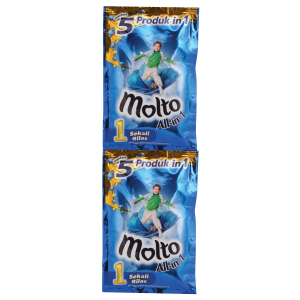 5 Produk in 1
Molto
All-in-1
1 Sekali
Bilas
5 Produk in 1
Molto
All-in-1
1 Sekali
Bilas